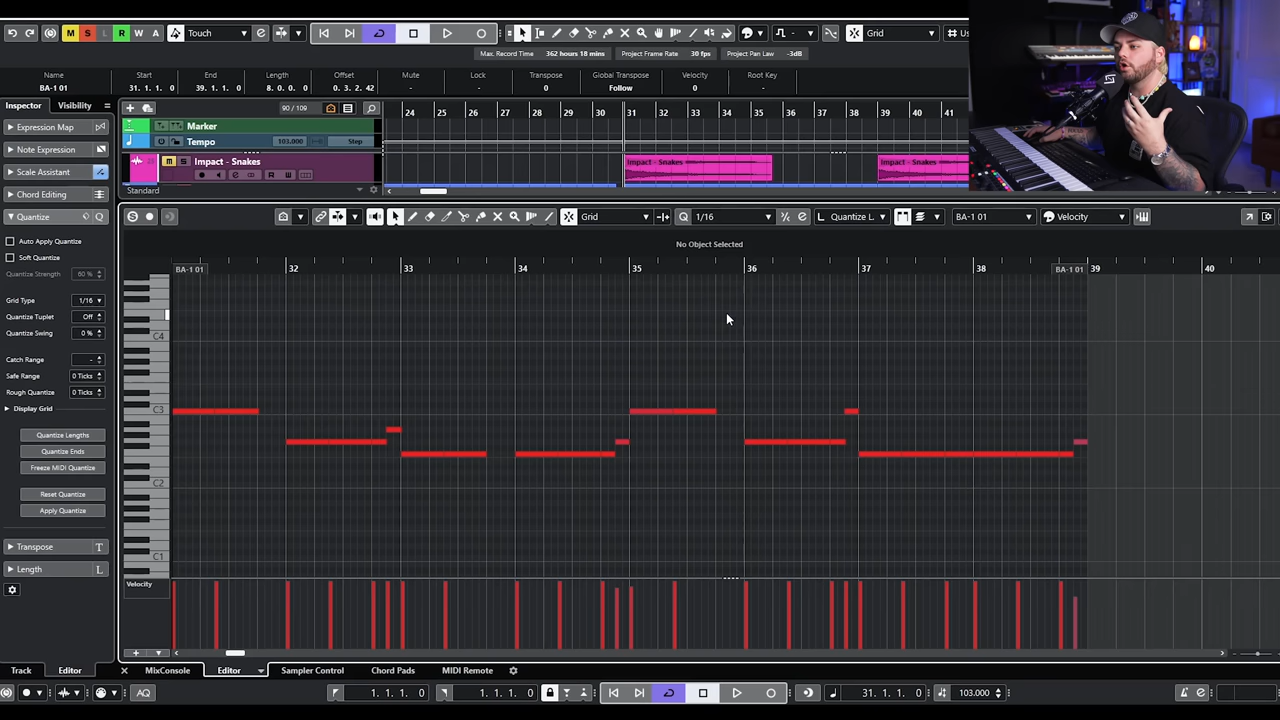 M S L R W A Touch Grid Us
Max. Record Time 362 hours 18 mins Project Frame Rate 30 fps Project Pan Law -3dB
Name Start End Length Offset Mute Lock Transpose Global Transpose Velocity Root Key
BA-1 01 31. 1. 1. 0 39. 1. 1. 0 8. 0. 0. 0 0. 3. 2. 42 - - 0 Follow 0 -
Inspector Visibility 90 / 109 24 25 26 27 28 29 30 31 32 33 34 35 36 37 38 39 40 41
Expression Map Marker
Note Expression Tempo 103.000 Step
Scale Assistant M S Impact - Snakes Impact - Snakes Impact - Snakes
e R W
Chord Editing Standard
Quantize Q
S Grid Q 1/16 e L Quantize L. BA-1 01 Velocity
Auto Apply Quantize No Object Selected
Soft Quantize
Quantize Strength 60 % BA-1 01 32 33 34 35 36 37 38 BA-1 01 39 40
Grid Type 1/16
Quantize Tuplet Off
Quantize Swing 0 % C4
Catch Range -
Safe Range 0 Ticks
Rough Quantize 0 Ticks
Display Grid C3
Quantize Lengths
Quantize Ends
Freeze MIDI Quantize
C2
Reset Quantize
Apply Quantize
Transpose T
C1
Length L
Velocity
Track Editor MixConsole Editor Sampler Control Chord Pads MIDI Remote
AQ 1. 1. 1. 0 1. 1. 1. 0 31. 1. 1. 0 103.000